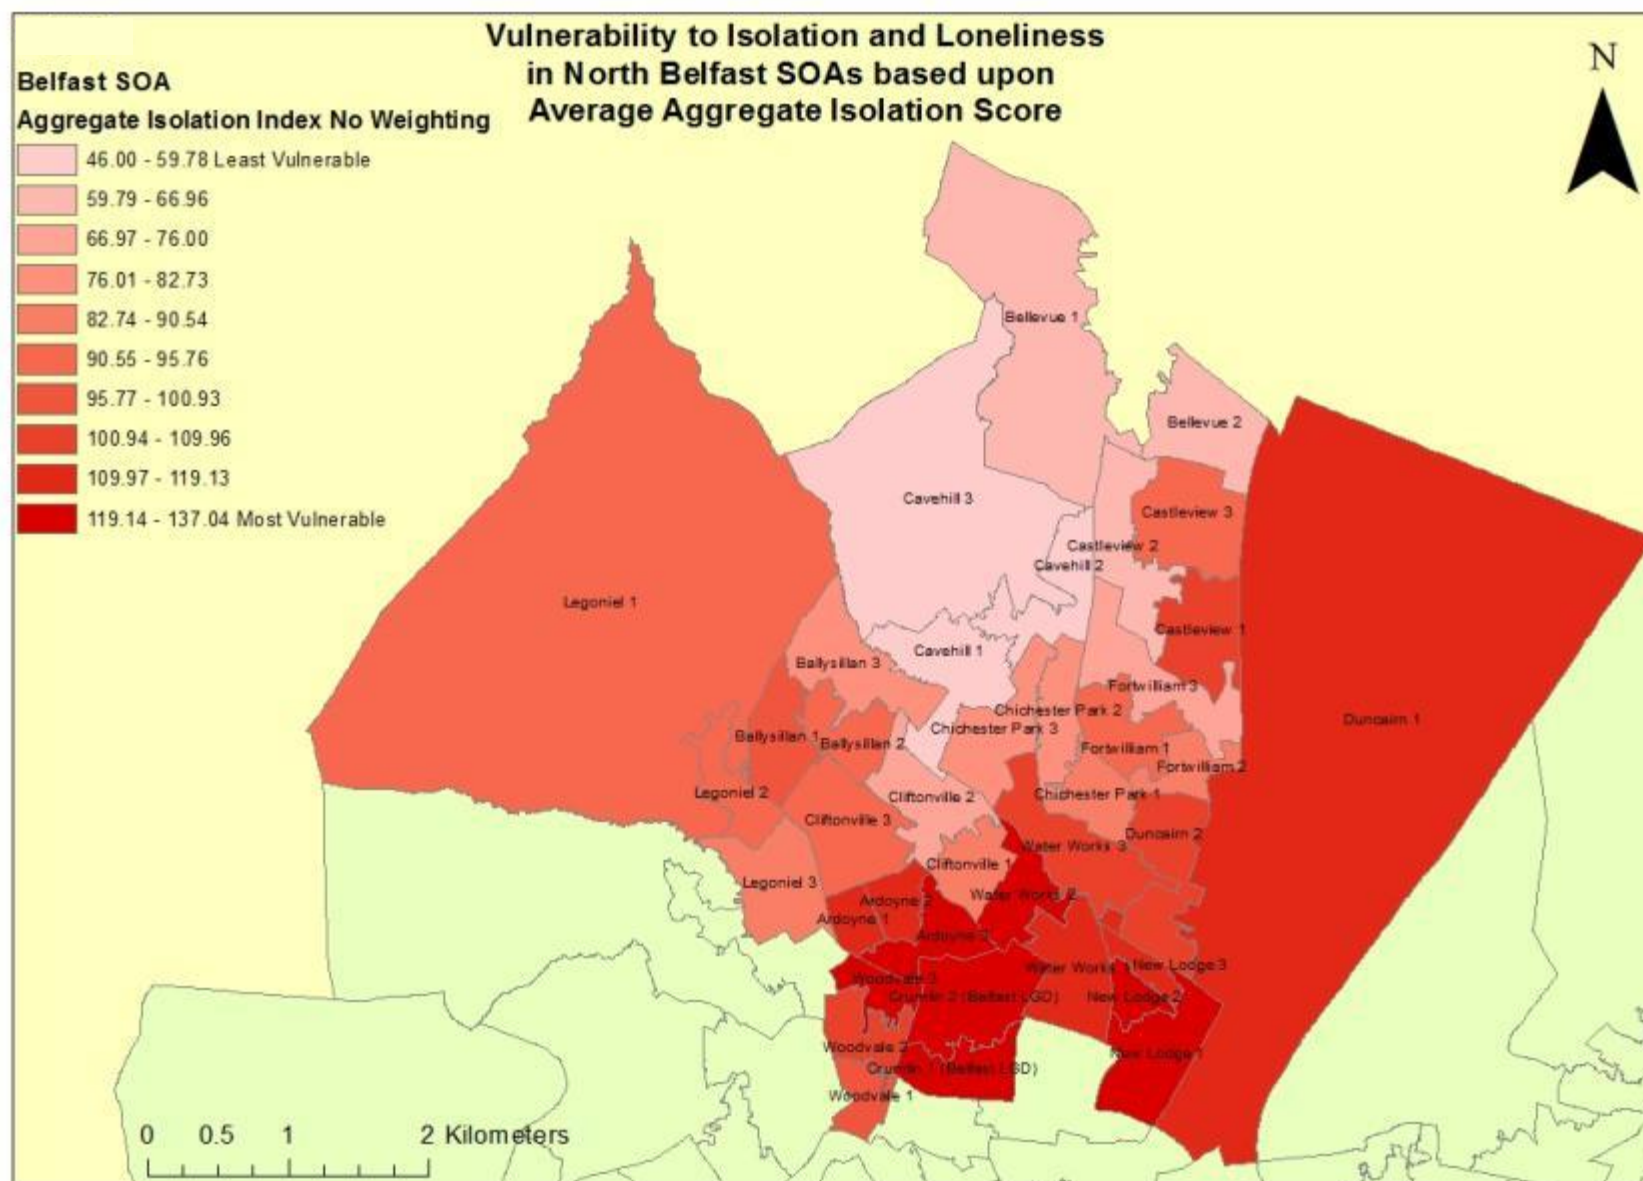 Vulnerability to Isolation and Loneliness
in North Belfast SOAs based upon
Average Aggregate Isolation Score
N
Belfast SOA
Aggregate Isolation Index No Weighting
46.00 - 59.78 Least Vulnerable
59.79 - 66.96
66.97 - 76.00
76.01 - 82.73
82.74 - 90.54
90.55 - 95.76
95.77 - 100.93
100.94 - 109.96
109.97 - 119.13
119.14 - 137.04 Most Vulnerable
Bellevue 1
Bellevue 2
Cavehill 3
Castleview 3
Castleview 2
Cavehill 2
Legoniel 1
Castleview 1
Cavehill 1
Ballysillan 3
Fortwilliam 3
Chichester Park 2
Duncairn 1
Chichester Park 3
Ballysillan 1
Ballysillan 2
Fortwilliam 1
Fortwilliam 2
Legoniel 2
Chichester Park 1
Cliftonville 2
Cliftonville 3
Duncairn 2
Water Works 3
Cliftonville 1
Legoniel 3
Water Works 2
Ardoyne 2
Ardoyne 1
Ardoyne 3
New Lodge 3
Water Works
Woodvale 3
Crumlin 2 (Belfast LGD)
New Lodge 2
Woodvale 2
New Lodge 1
Crumlin 1 (Belfast LGD)
Woodvale 1
0 0.5 1 2 Kilometers